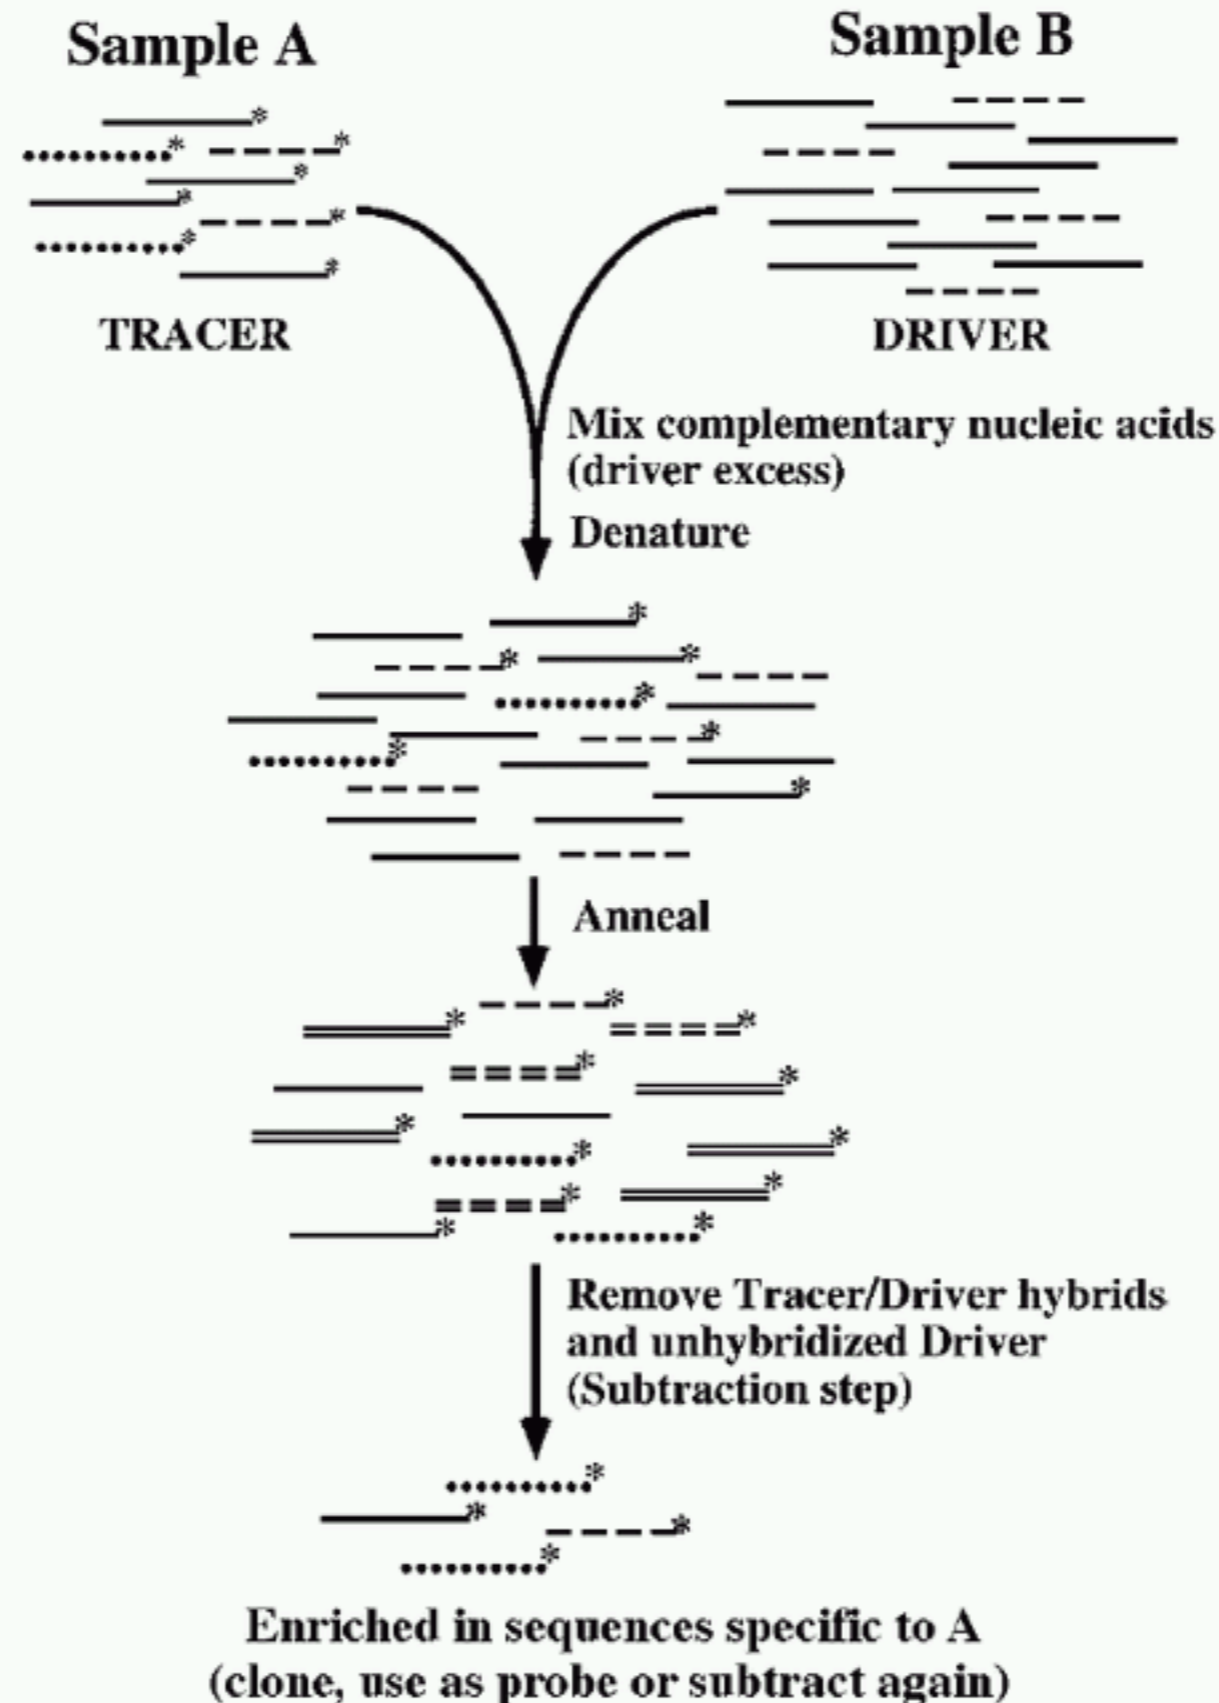 Sample A
Sample B
TRACER
DRIVER
Mix complementary nucleic acids
(driver excess)
Denature
Anneal
Remove Tracer/Driver hybrids
and unhybridized Driver
(Subtraction step)
Enriched in sequences specific to A
(clone, use as probe or subtract again)